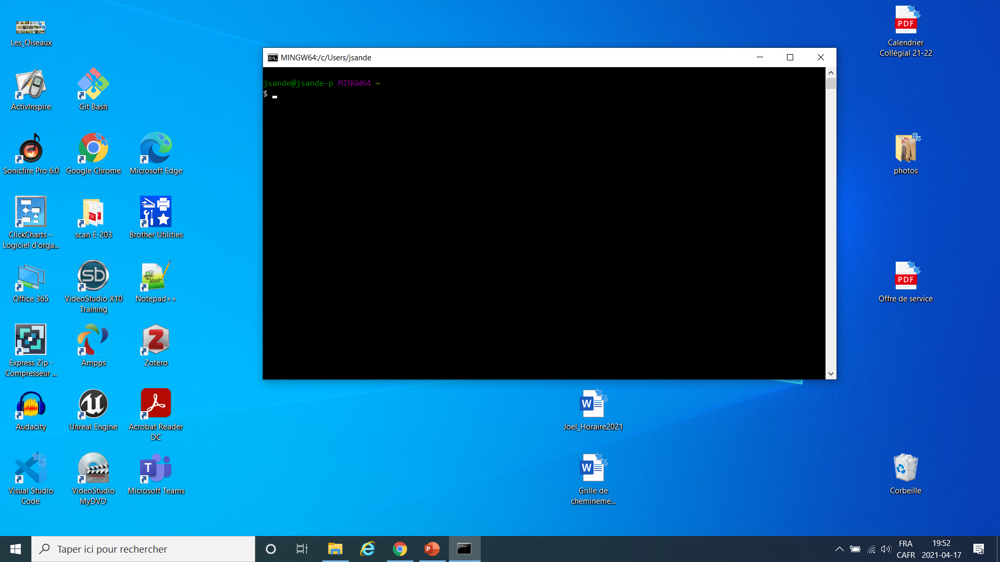 Les_Oiseaux
ActivInspire
Git Bash
Sonicfire Pro 6.0
Google Chrome
Microsoft Edge
ClickCharts –
Logiciel d'orga...
scan E-203
Brother Utilities
Office 365
VideoStudio X10
Training
Notepad++
Express Zip -
Compresseur ...
Ampps
Zotero
Audacity
Unreal Engine
Acrobat Reader
DC
Visual Studio
Code
VideoStudio
MyDVD
Microsoft Teams
MINGW64:/c/Users/jsande
jsande@jsande-p MINGW64 ~
$
Joel_Horaire2021
Grille de
chemineme...
PDF
Calendrier
Collégial 21-22
photos
PDF
Offre de service
Corbeille
Taper ici pour rechercher
FRA
CAFR
19:52
2021-04-17